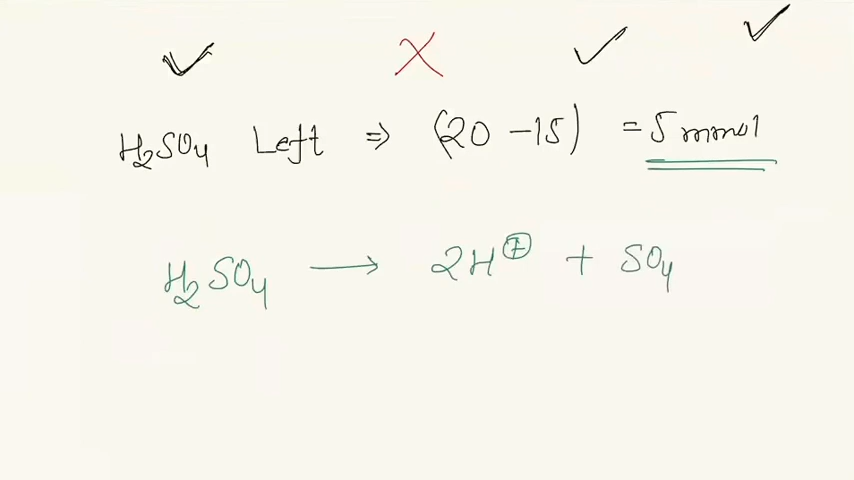 ✓ X ✓ ✓
H₂SO₄ Left ⇒ (20 - 15) = 5 mmol
H₂SO₄ → 2H⊕ + SO₄